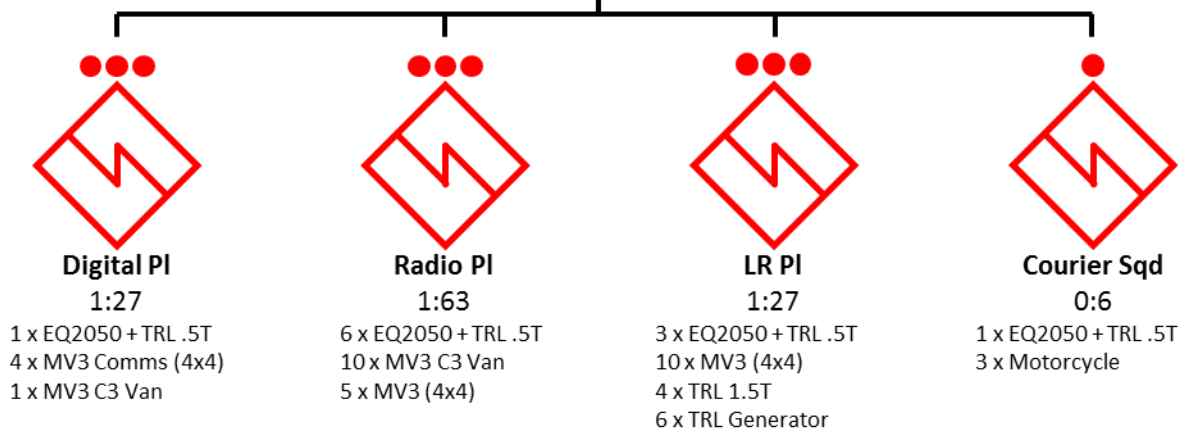 Digital Pl
1:27
1 x EQ2050 + TRL .5T
4 x MV3 Comms (4x4)
1 x MV3 C3 Van
Radio Pl
1:63
6 x EQ2050 + TRL .5T
10 x MV3 C3 Van
5 x MV3 (4x4)
LR Pl
1:27
3 x EQ2050 + TRL .5T
10 x MV3 (4x4)
4 x TRL 1.5T
6 x TRL Generator
Courier Sqd
0:6
1 x EQ2050 + TRL .5T
3 x Motorcycle